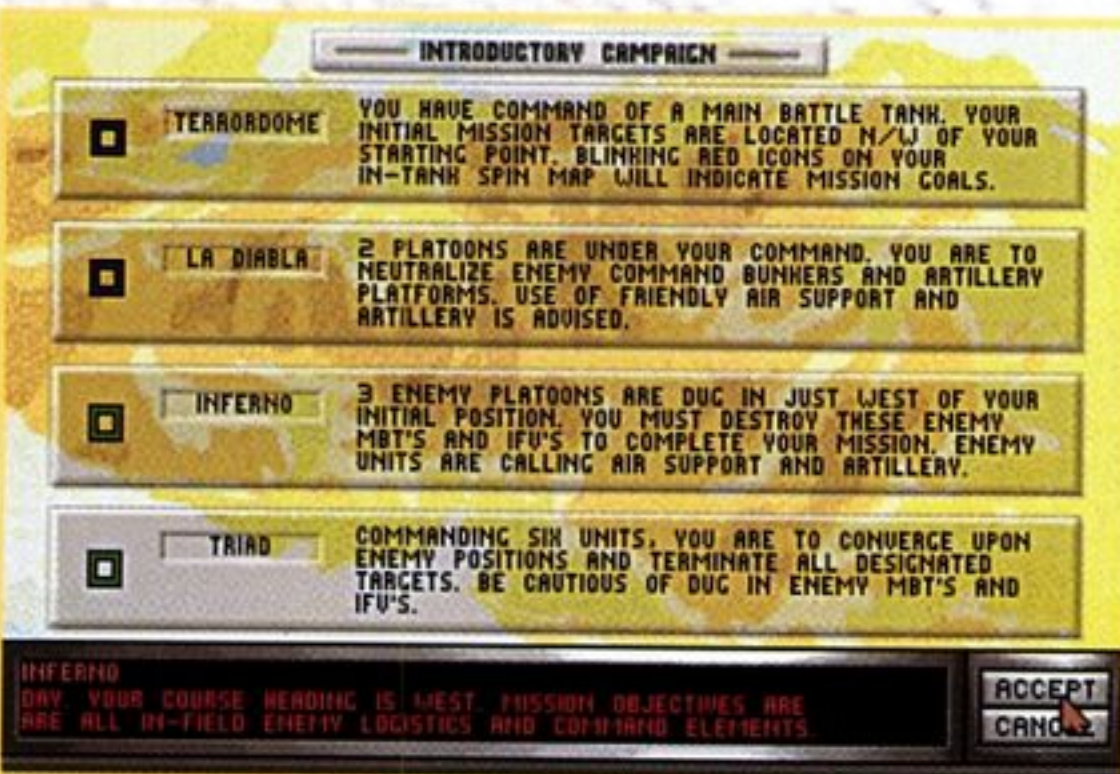 INTRODUCTORY CAMPAIGN
TERRORDOME
YOU HAVE COMMAND OF A MAIN BATTLE TANK. YOUR
INITIAL MISSION TARGETS ARE LOCATED N/W OF YOUR
STARTING POINT. BLINKING RED ICONS ON YOUR
IN-TANK SPIN MAP WILL INDICATE MISSION GOALS.
LA DIABLA
2 PLATOONS ARE UNDER YOUR COMMAND. YOU ARE TO
NEUTRALIZE ENEMY COMMAND BUNKERS AND ARTILLERY
PLATFORMS. USE OF FRIENDLY AIR SUPPORT AND
ARTILLERY IS ADVISED.
INFERNO
3 ENEMY PLATOONS ARE DUG IN JUST WEST OF YOUR
INITIAL POSITION. YOU MUST DESTROY THESE ENEMY
MBT'S AND IFV'S TO COMPLETE YOUR MISSION. ENEMY
UNITS ARE CALLING AIR SUPPORT AND ARTILLERY.
TRIAD
COMMANDING SIX UNITS, YOU ARE TO CONVERGE UPON
ENEMY POSITIONS AND TERMINATE ALL DESIGNATED
TARGETS. BE CAUTIOUS OF DUG IN ENEMY MBT'S AND
IFV'S.
INFERNO
DAY. YOUR COURSE HEADING IS WEST. MISSION OBJECTIVES ARE
ARE ALL IN-FIELD ENEMY LOGISTICS AND COMMAND ELEMENTS.
ACCEPT
CANCEL